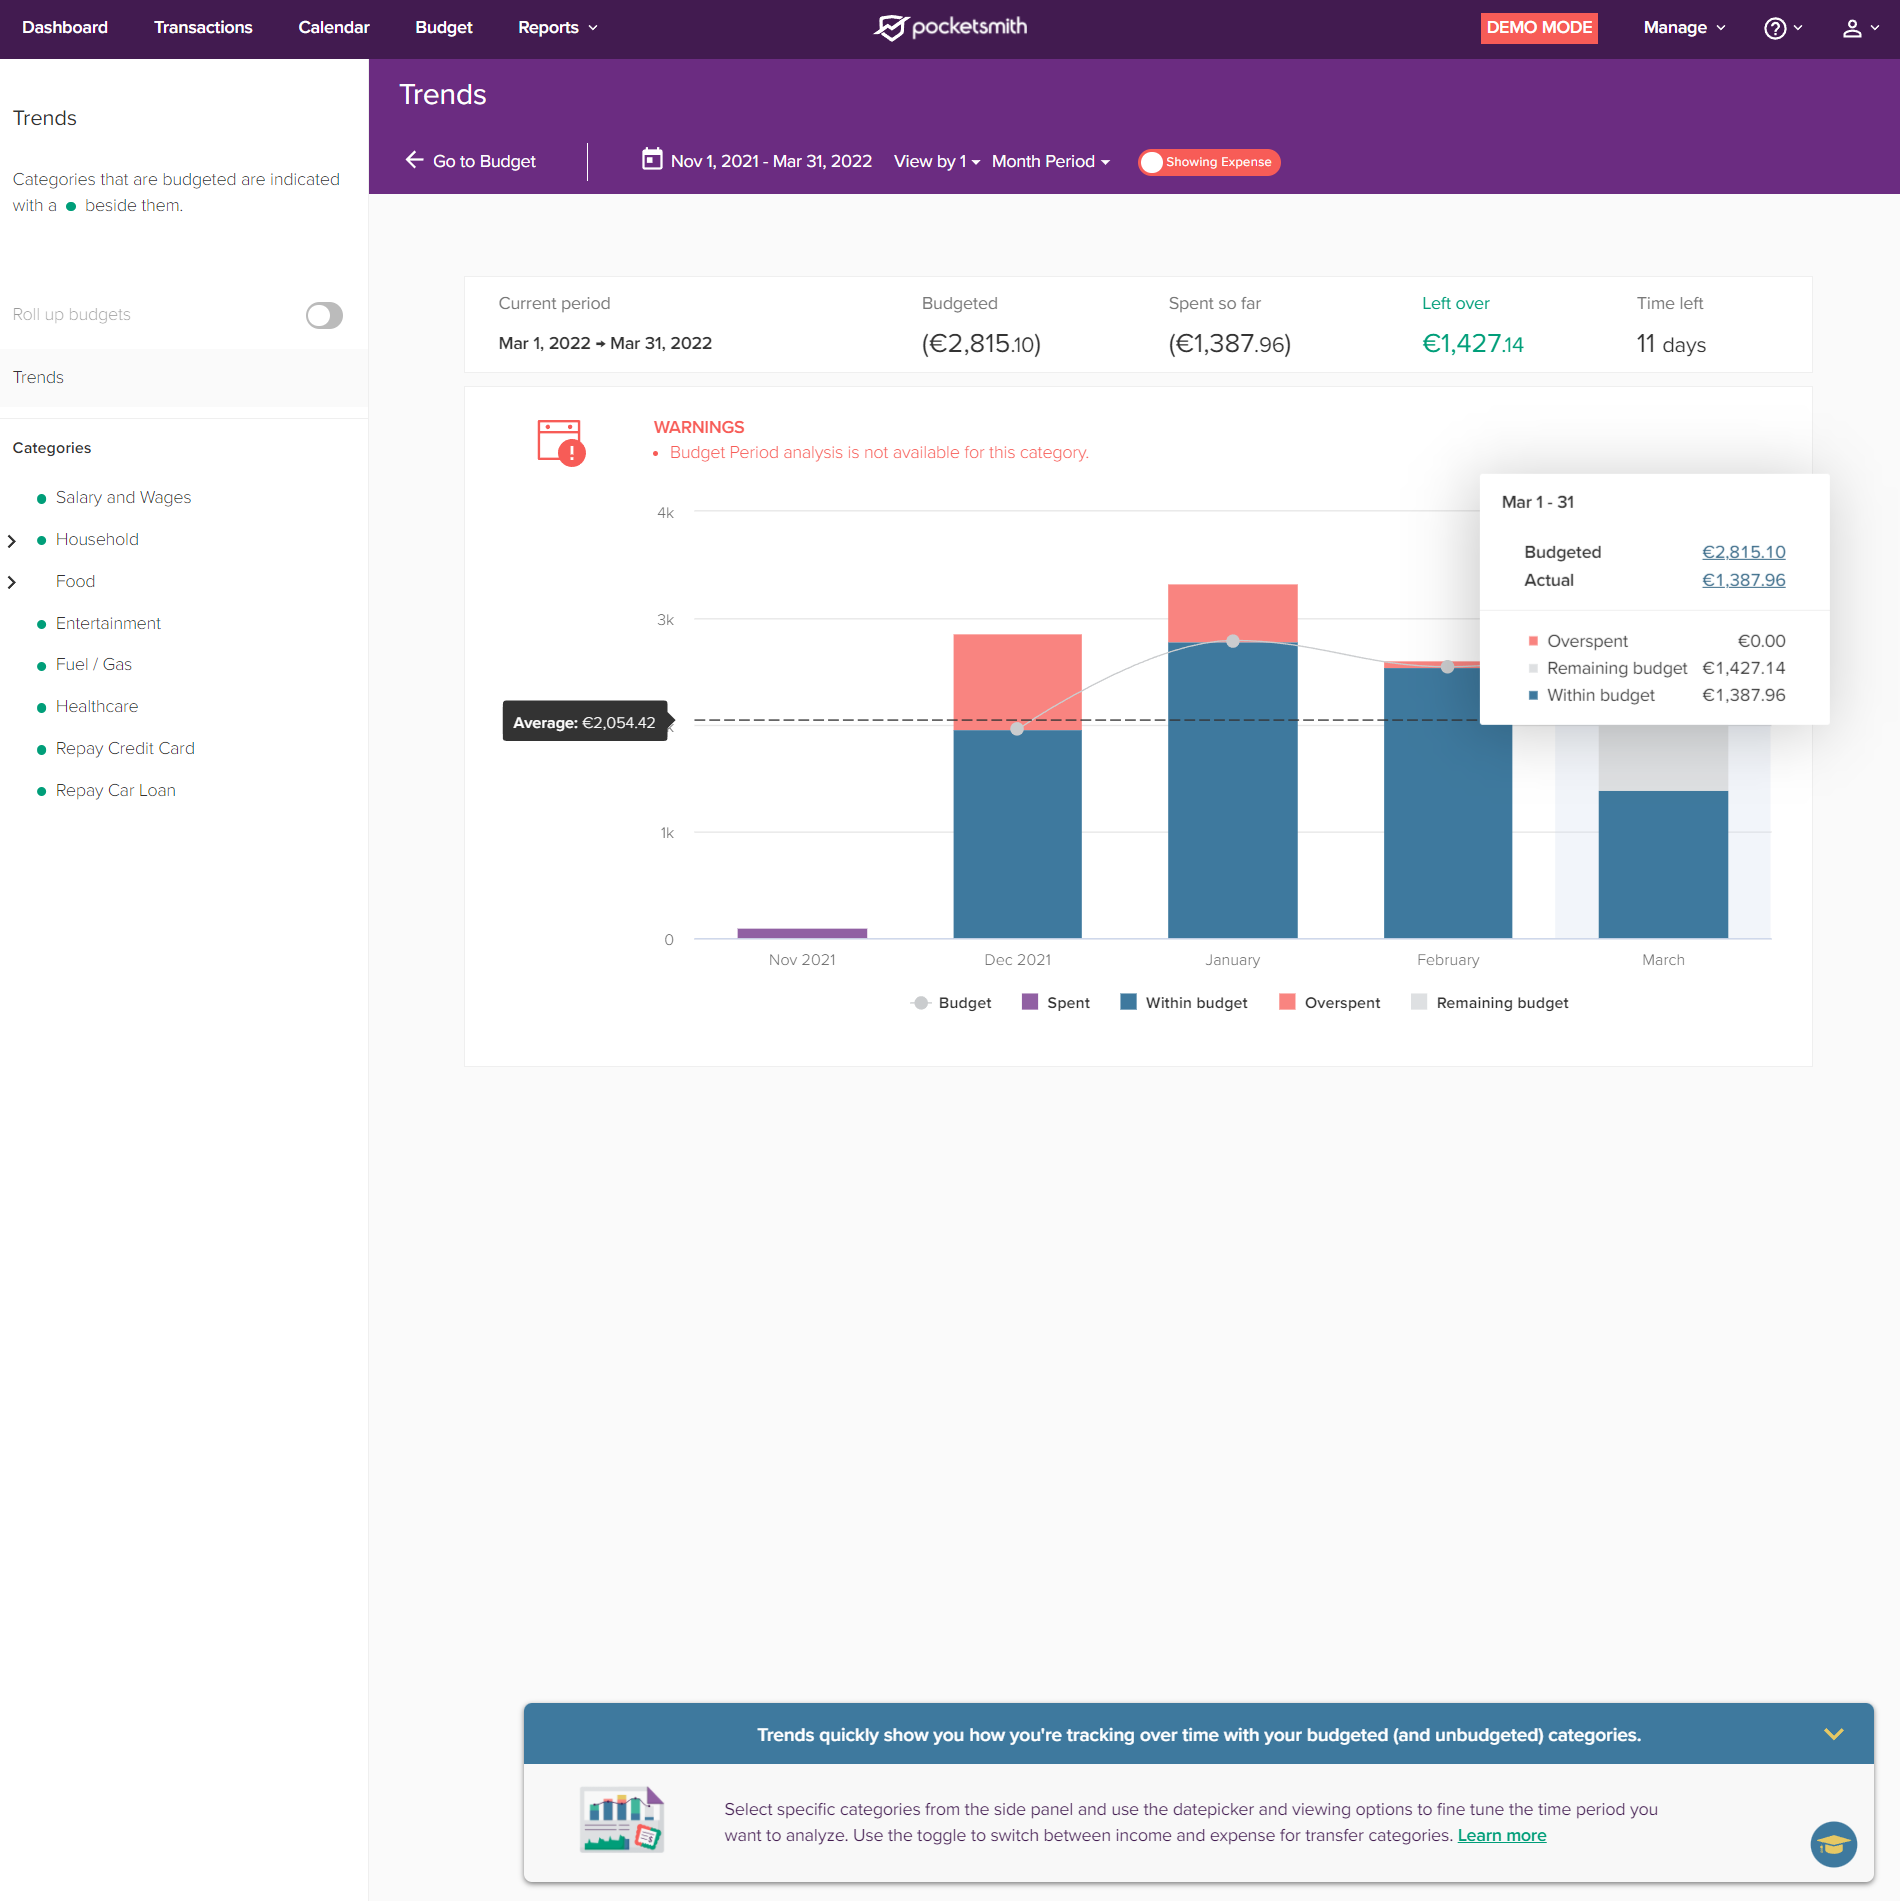 Dashboard Transactions Calendar Budget Reports pocketsmith DEMO MODE Manage
Trends
Categories that are budgeted are indicated
with a beside them.
Roll up budgets
Trends
Categories
Salary and Wages
Household
Food
Entertainment
Fuel / Gas
Healthcare
Repay Credit Card
Repay Car Loan
Trends
Go to Budget Nov 1, 2021 - Mar 31, 2022 View by 1 Month Period Showing Expense
Current period Budgeted Spent so far Left over Time left
Mar 1, 2022 → Mar 31, 2022 (€2,815.10) (€1,387.96) €1,427.14 11 days
WARNINGS
• Budget Period analysis is not available for this category.
Mar 1 - 31
Budgeted €2,815.10
Actual €1,387.96
Overspent €0.00
Remaining budget €1,427.14
Within budget €1,387.96
4k
3k
Average: €2,054.42
1k
0
Nov 2021 Dec 2021 January February March
Budget Spent Within budget Overspent Remaining budget
Trends quickly show you how you're tracking over time with your budgeted (and unbudgeted) categories.
Select specific categories from the side panel and use the datepicker and viewing options to fine tune the time period you
want to analyze. Use the toggle to switch between income and expense for transfer categories. Learn more